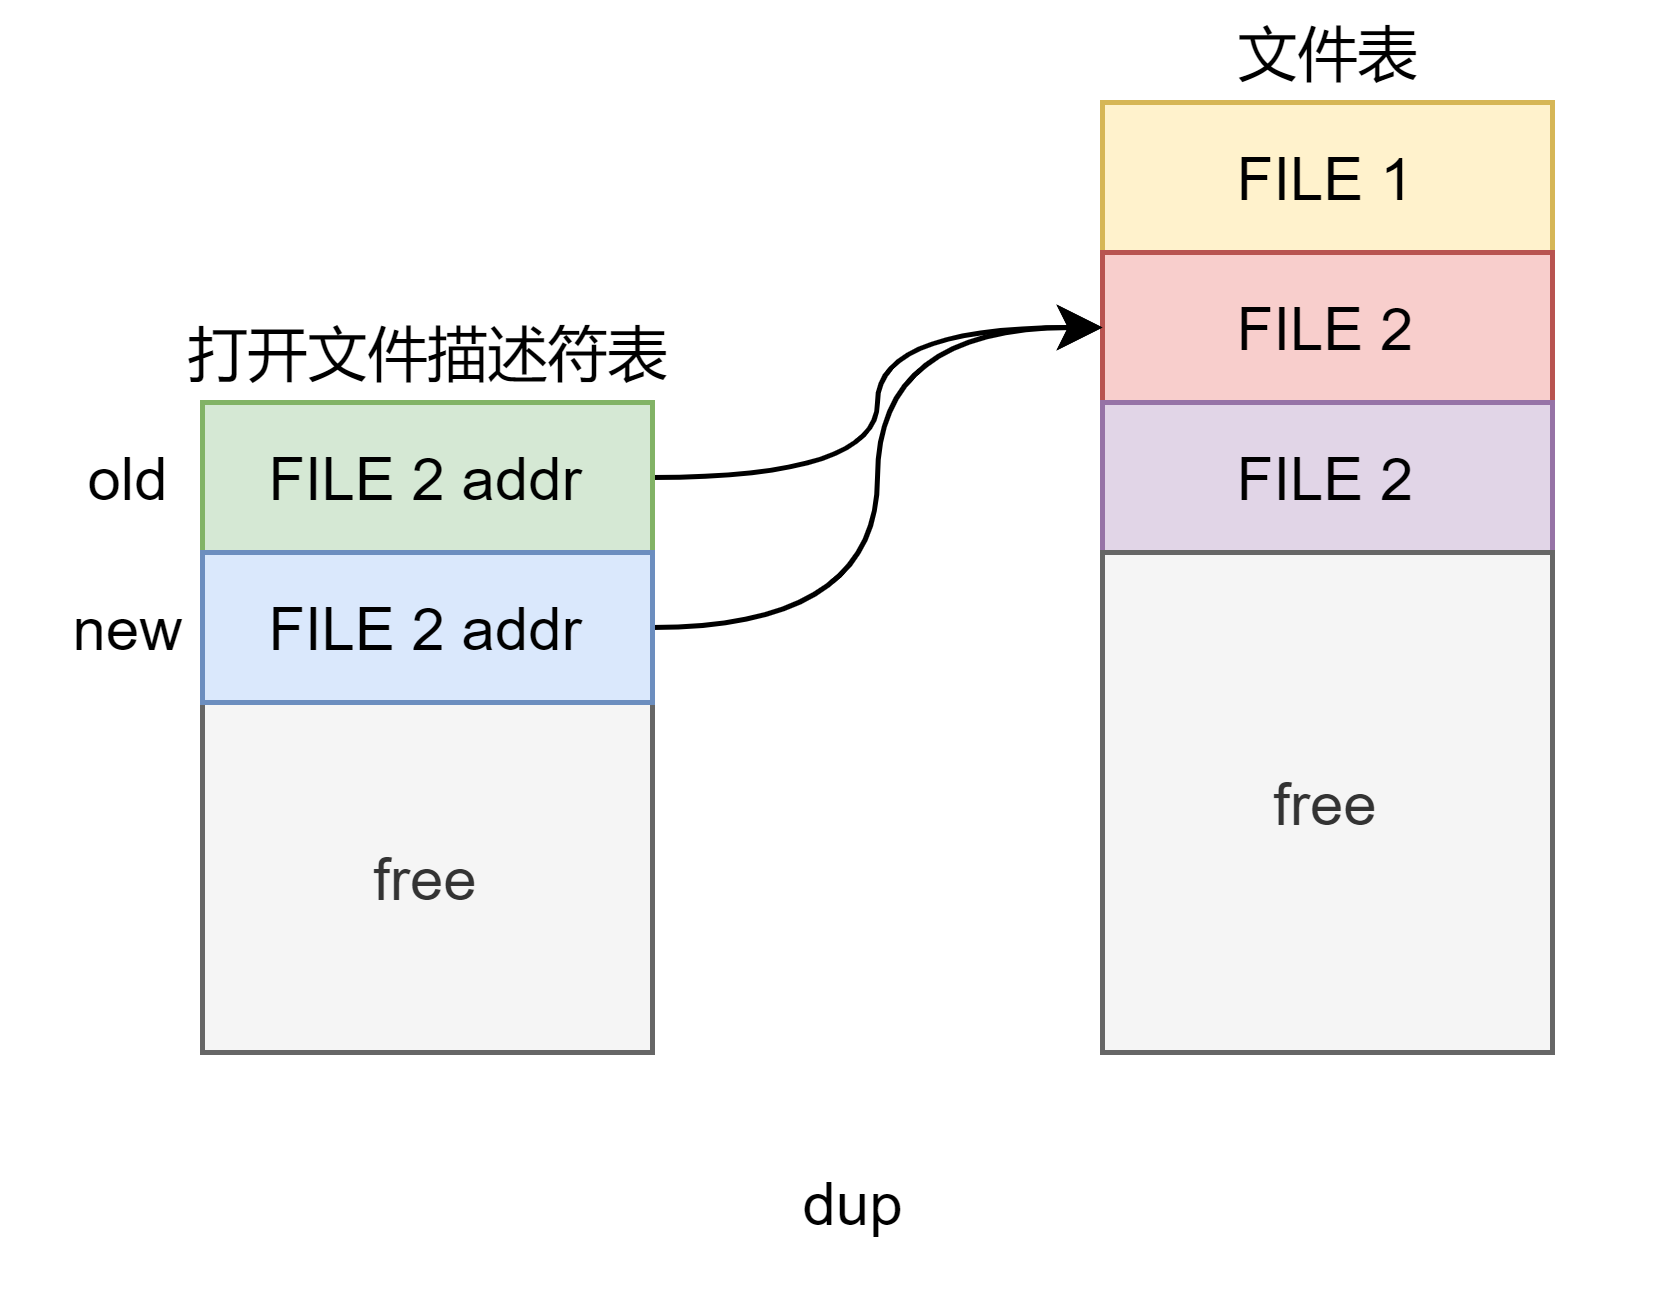 文件表
FILE 1
FILE 2
FILE 2
free
打开文件描述符表
old
FILE 2 addr
new
FILE 2 addr
free
dup